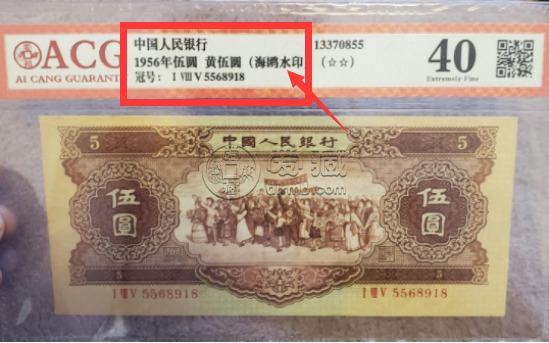 ACG
AI CANG GUARANT
中国人民银行
1956年伍圆 黄伍圆（海鸥水印
冠号： I VIII V 5568918
13370855
（☆☆）
40
Extremely Fine
5
中國人民銀行
5
伍圓
伍圓
爱藏
5
5
I VIII V 5568918
I VIII V 5568918